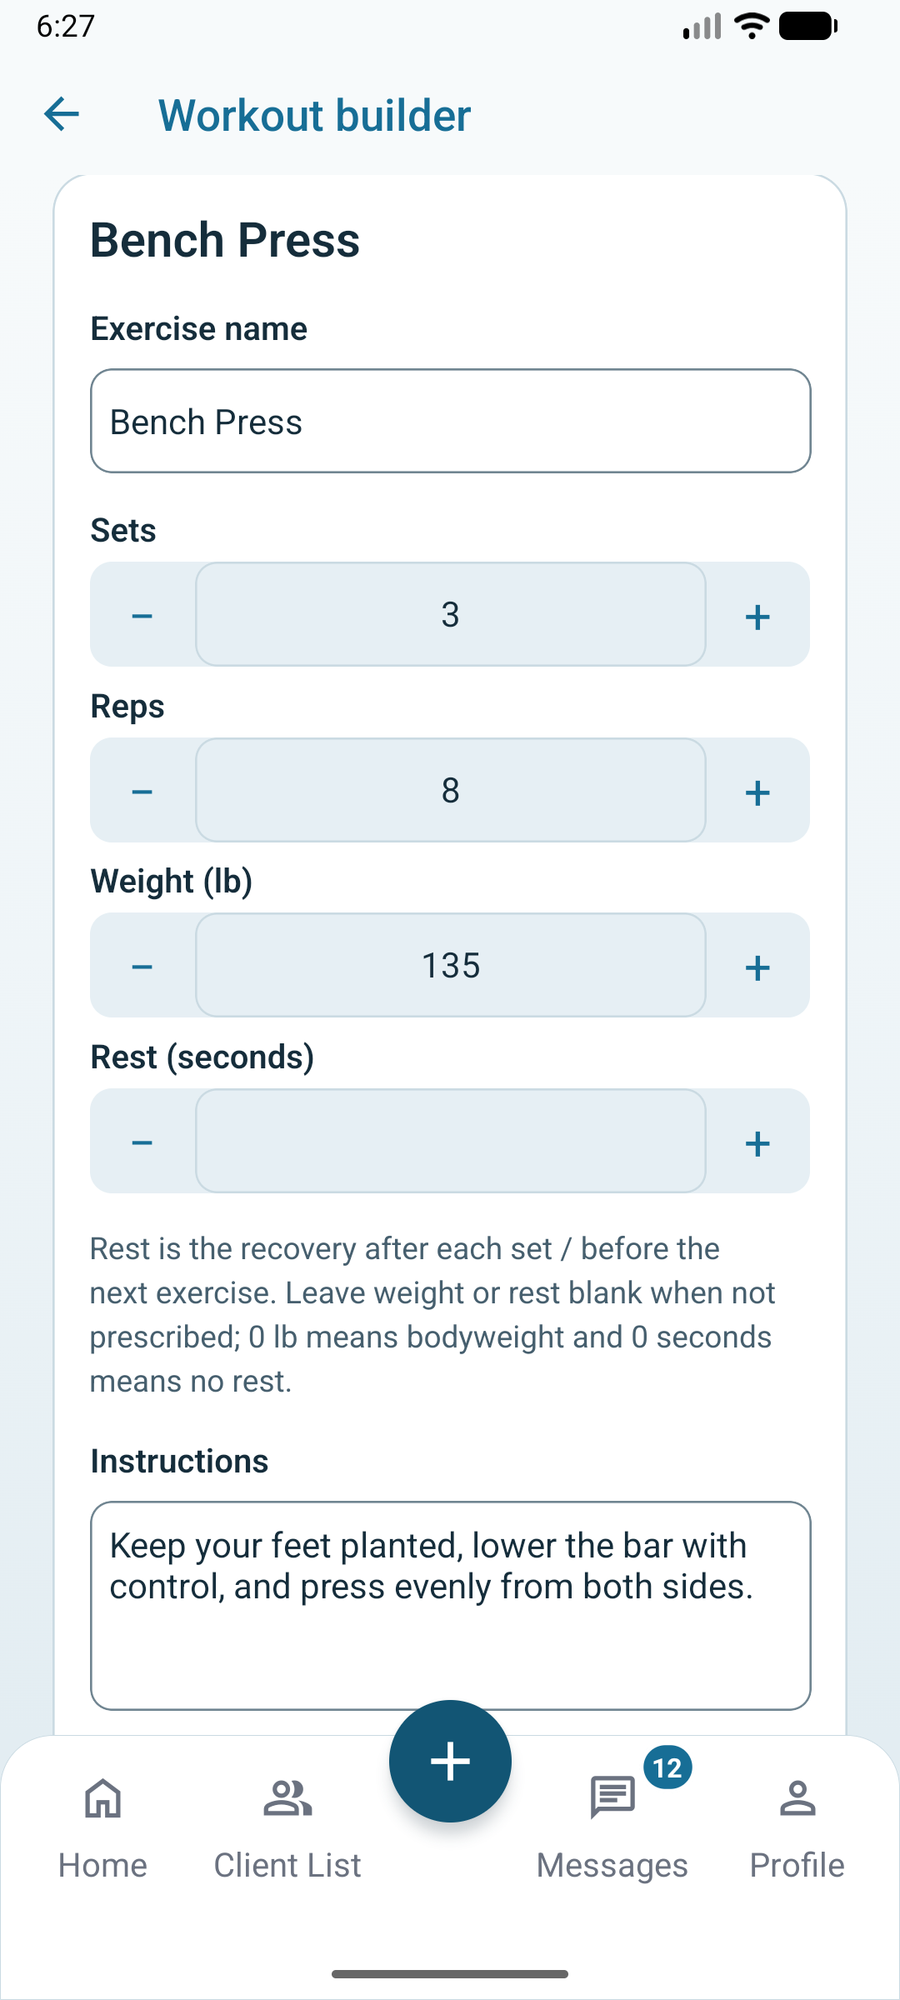 6:27
Workout builder
Bench Press
Exercise name
Bench Press
Sets
− 3 +
Reps
− 8 +
Weight (lb)
− 135 +
Rest (seconds)
− +
Rest is the recovery after each set / before the
next exercise. Leave weight or rest blank when not
prescribed; 0 lb means bodyweight and 0 seconds
means no rest.
Instructions
Keep your feet planted, lower the bar with
control, and press evenly from both sides.
+
12
Home Client List Messages Profile